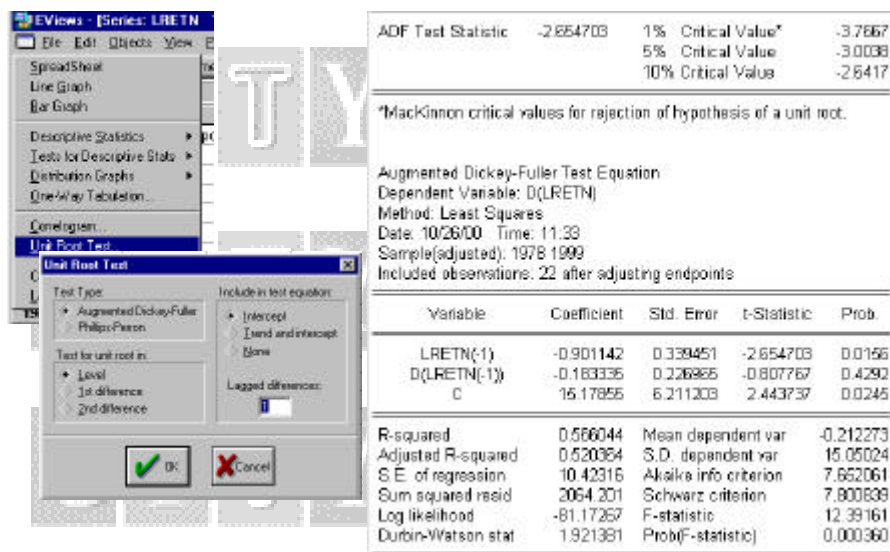 EViews - [Series: LRETN
File Edit Objects View
SpreadSheet
Line Graph
Bar Graph
Descriptive Statistics
Tests for Descriptive Stats
Distribution Graphs
One-Way Tabulation...
Correlogram...
Unit Root Test...
Unit Root Test
Test Type:
Augmented Dickey-Fuller
Phillips-Perron
Test for unit root in:
Level
1st difference
2nd difference
Include in test equation:
Intercept
Trend and intercept
None
Lagged differences:
1
OK
Cancel
T Y
ADF Test Statistic -2.654703 1% Critical Value* -3.7667
5% Critical Value -3.0038
10% Critical Value -2.6417
*MacKinnon critical values for rejection of hypothesis of a unit root.
Augmented Dickey-Fuller Test Equation
Dependent Variable: D(LRETN)
Method: Least Squares
Date: 10/26/00 Time: 11:33
Sample(adjusted): 1978 1999
Included observations: 22 after adjusting endpoints
Variable Coefficient Std. Error t-Statistic Prob.
LRETN(-1) -0.901142 0.339451 -2.654703 0.0156
D(LRETN(-1)) -0.183335 0.226965 -0.807767 0.4292
C 15.17855 6.211203 2.443737 0.0245
R-squared 0.566044 Mean dependent var -0.212273
Adjusted R-squared 0.520364 S.D. dependent var 15.05024
S.E. of regression 10.42316 Akaike info criterion 7.652061
Sum squared resid 2064.201 Schwarz criterion 7.800839
Log likelihood -81.17267 F-statistic 12.39161
Durbin-Watson stat 1.921381 Prob(F-statistic) 0.000360